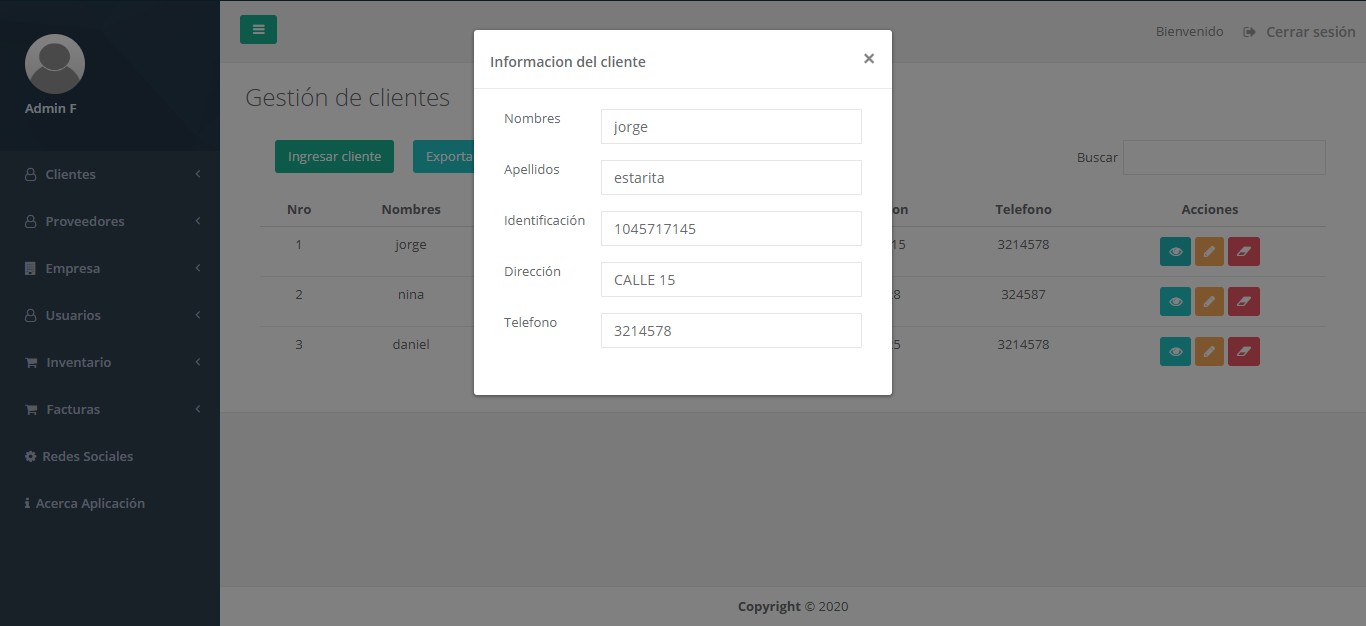 Admin F
Clientes
Proveedores
Empresa
Usuarios
Inventario
Facturas
Redes Sociales
Acerca Aplicación
Bienvenido Cerrar sesión
Gestión de clientes
Ingresar cliente Exporta
Buscar
Nro Nombres on Telefono Acciones
1 jorge 15 3214578
2 nina 8 324587
3 daniel 5 3214578
Informacion del cliente ×
Nombres jorge
Apellidos estarita
Identificación 1045717145
Dirección CALLE 15
Telefono 3214578
Copyright © 2020